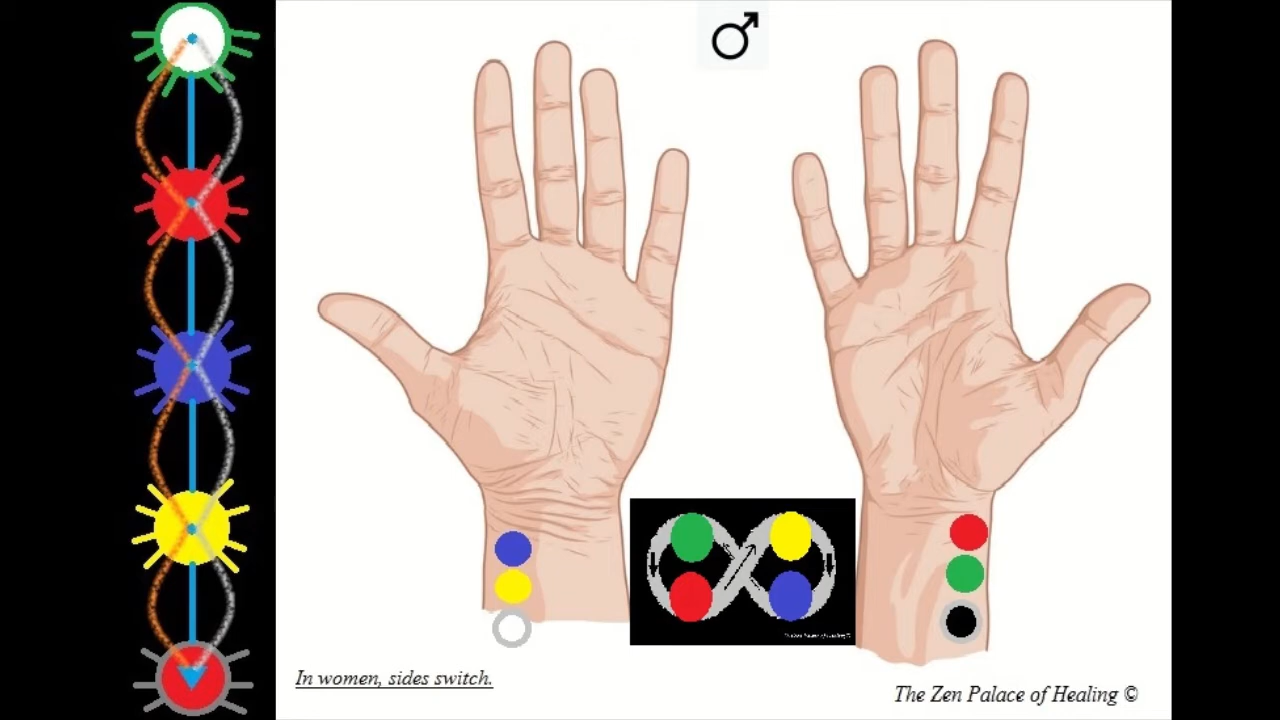 In women, sides switch.
The Zen Palace of Healing ©